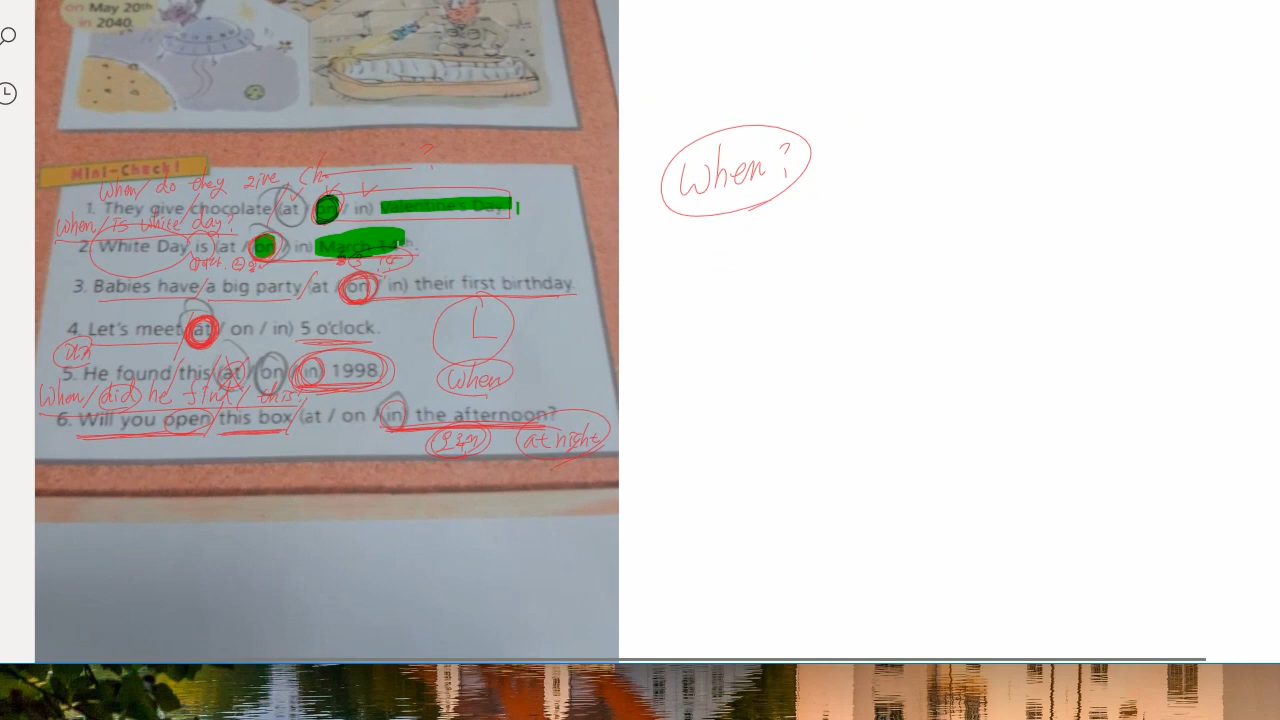 on May 20th
in 2040.
Mini-Check!
When / do they give Ch ?
1. They give chocolate (at / on / in) Valentine's Day.
When / is white day?
2. White Day is (at / on / in) March 14th.
3. Babies have a big party (at / on / in) their first birthday.
4. Let's meet (at / on / in) 5 o'clock.
5. He found this (at / on / in) 1998.
when
When / did he find / this?
6. Will you open this box (at / on / in) the afternoon?
at night
When?